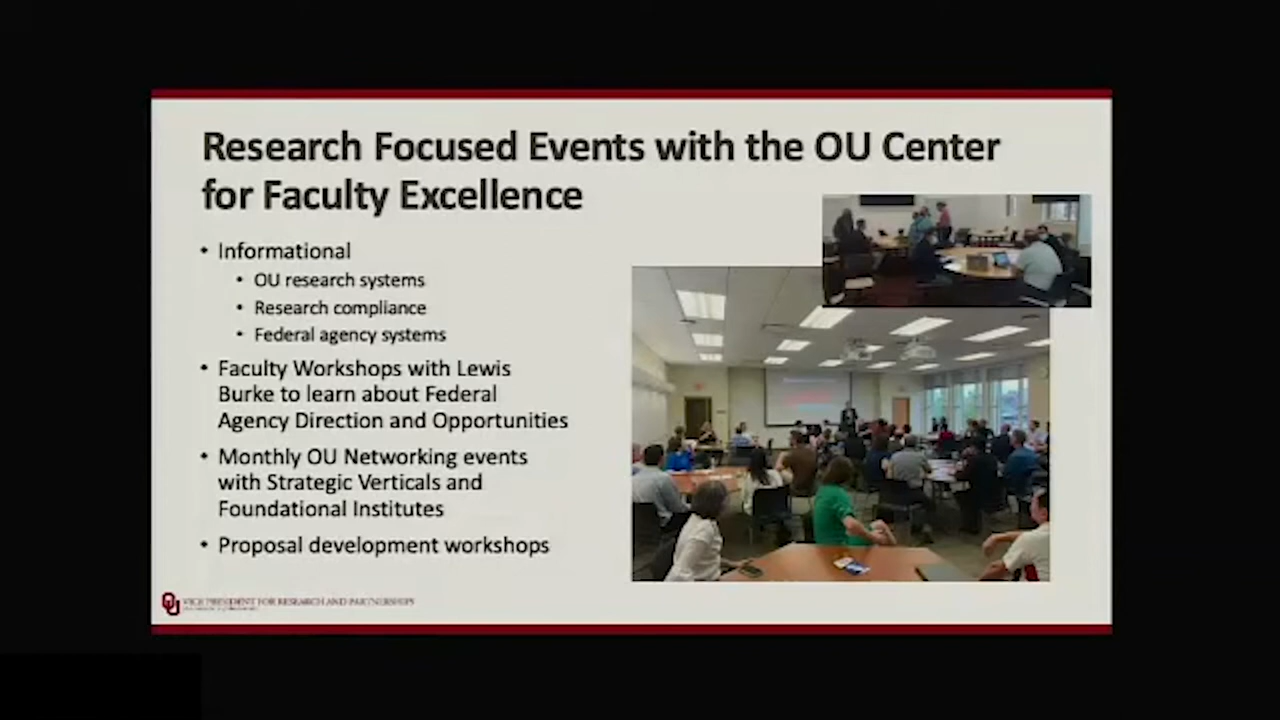 Research Focused Events with the OU Center
for Faculty Excellence
• Informational
• OU research systems
• Research compliance
• Federal agency systems
• Faculty Workshops with Lewis
Burke to learn about Federal
Agency Direction and Opportunities
• Monthly OU Networking events
with Strategic Verticals and
Foundational Institutes
• Proposal development workshops
OU VICE PRESIDENT FOR RESEARCH AND PARTNERSHIPS